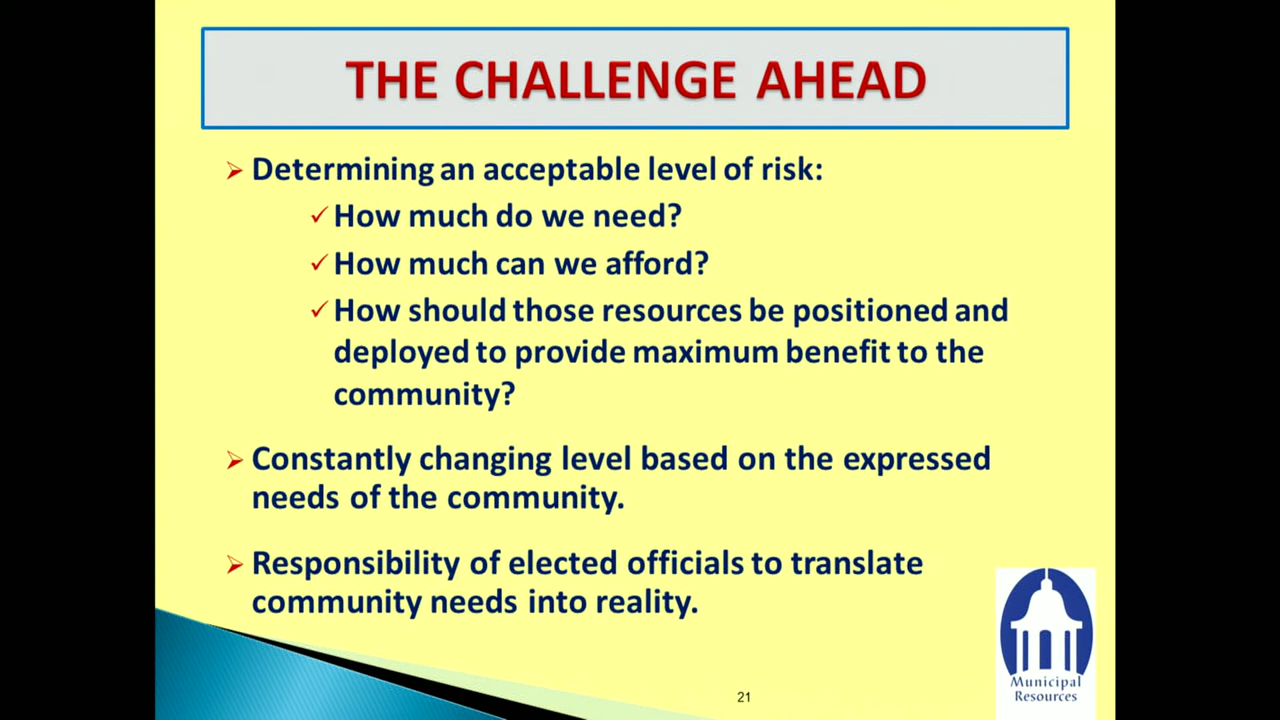 THE CHALLENGE AHEAD
Determining an acceptable level of risk:
How much do we need?
How much can we afford?
How should those resources be positioned and
deployed to provide maximum benefit to the
community?
Constantly changing level based on the expressed
needs of the community.
Responsibility of elected officials to translate
community needs into reality.
Municipal
Resources
21